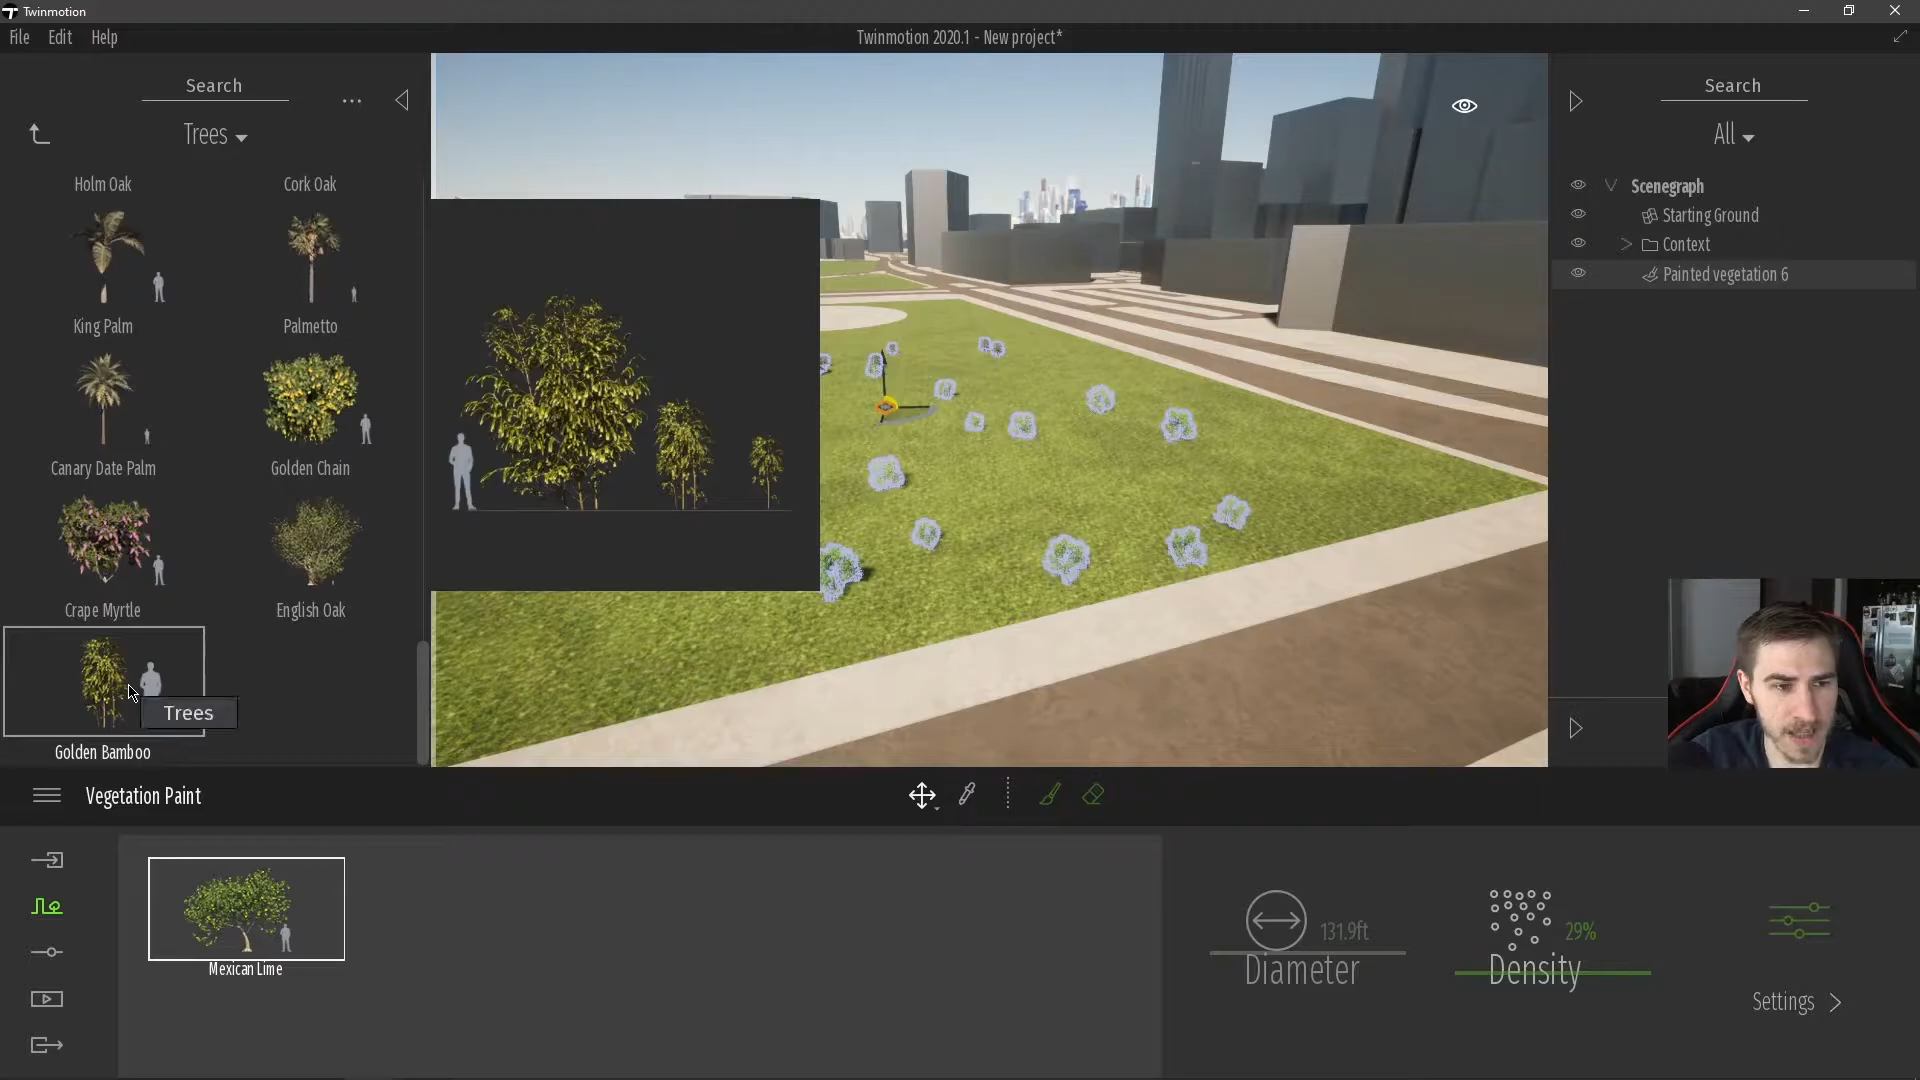 Twinmotion
File Edit Help
Twinmotion 2020.1 - New project*
Search
...
Trees
Holm Oak
Cork Oak
King Palm
Palmetto
Canary Date Palm
Golden Chain
Crape Myrtle
English Oak
Trees
Golden Bamboo
Search
All
Scenegraph
Starting Ground
Context
Painted vegetation 6
Vegetation Paint
Mexican Lime
131.9ft
Diameter
29%
Density
Settings